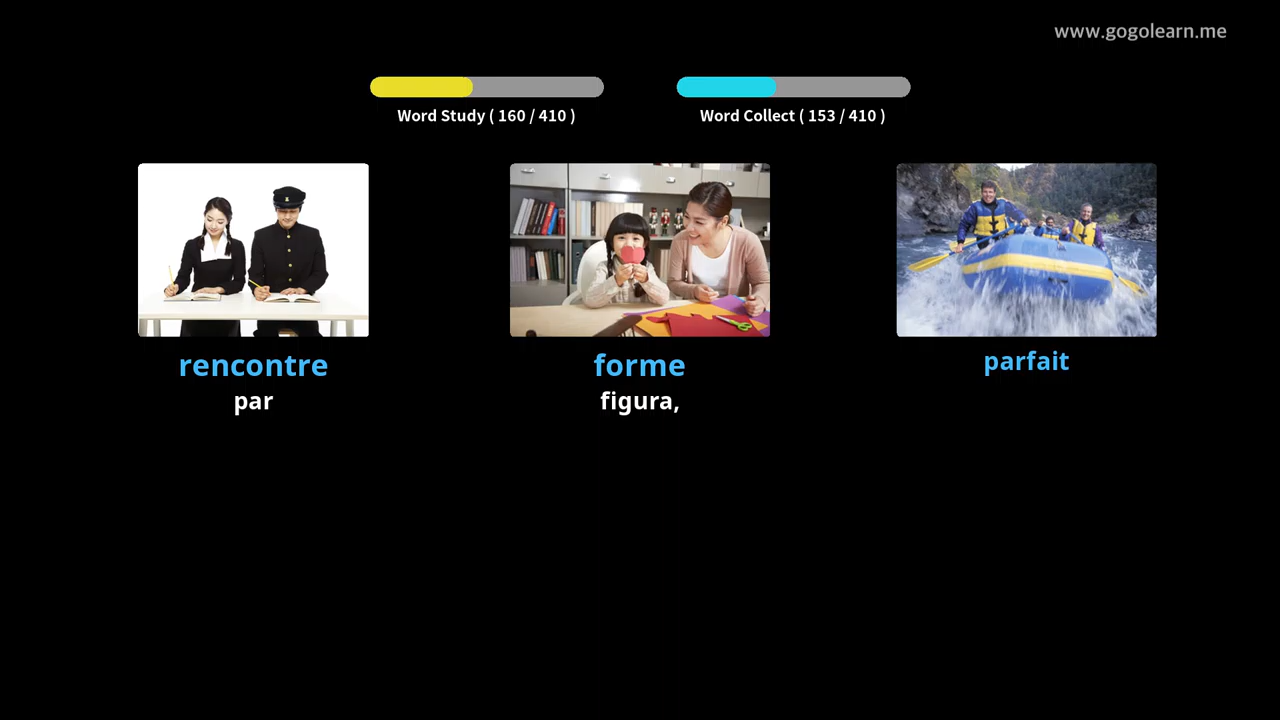 www.gogolearn.me
Word Study ( 160 / 410 )
Word Collect ( 153 / 410 )
rencontre
par
forme
figura,
parfait